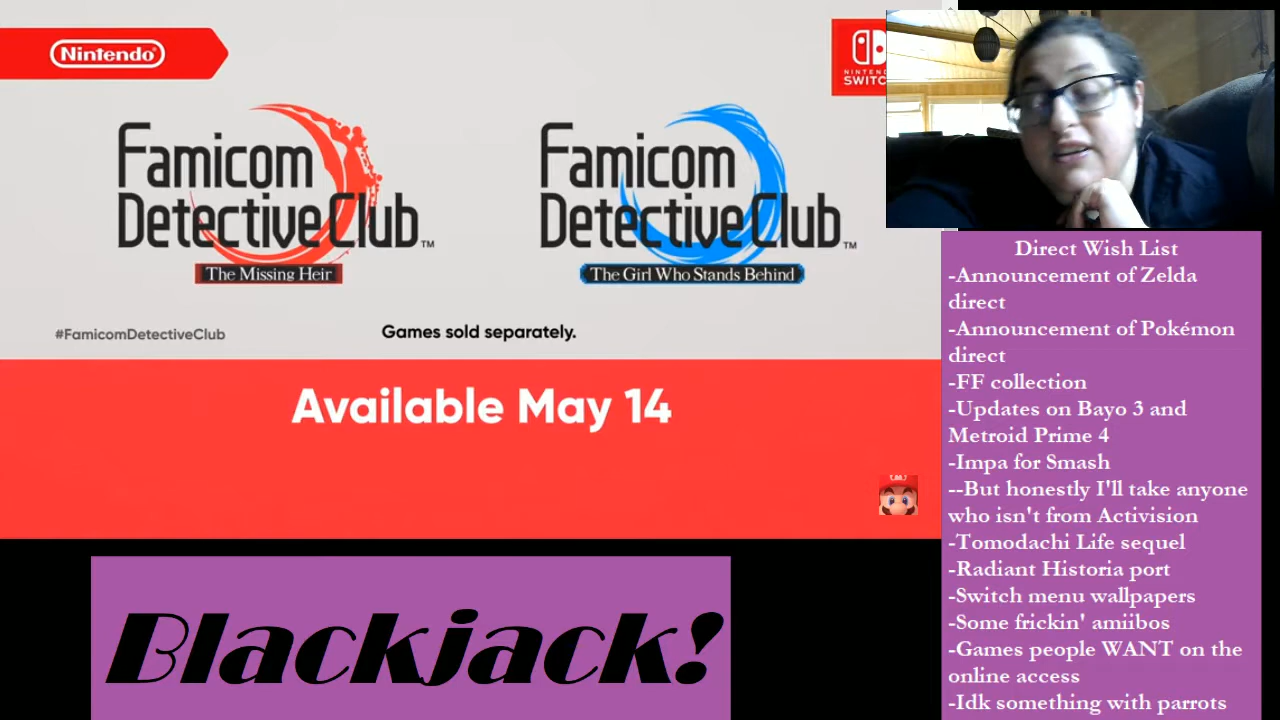 Nintendo
NINTENDO
SWITCH
Famicom
Detective Club™
The Missing Heir
Famicom
Detective Club™
The Girl Who Stands Behind
#FamicomDetectiveClub
Games sold separately.
Available May 14
Blackjack!
Direct Wish List
-Announcement of Zelda
direct
-Announcement of Pokémon
direct
-FF collection
-Updates on Bayo 3 and
Metroid Prime 4
-Impa for Smash
--But honestly I'll take anyone
who isn't from Activision
-Tomodachi Life sequel
-Radiant Historia port
-Switch menu wallpapers
-Some frickin' amiibos
-Games people WANT on the
online access
-Idk something with parrots